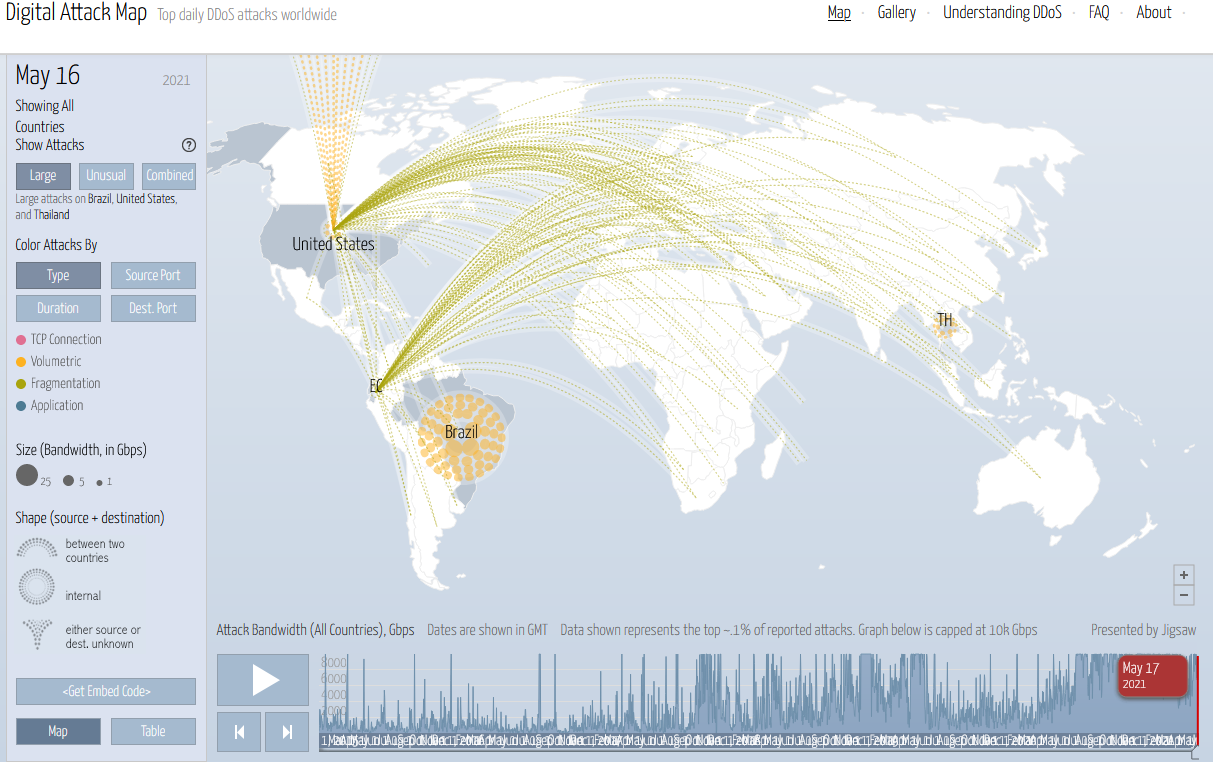 Digital Attack Map Top daily DDoS attacks worldwide
Map · Gallery · Understanding DDoS · FAQ · About ·
May 16 2021
Showing All
Countries
Show Attacks ?
Large Unusual Combined
Large attacks on Brazil, United States,
and Thailand
Color Attacks By
Type Source Port
Duration Dest. Port
TCP Connection
Volumetric
Fragmentation
Application
Size (Bandwidth, in Gbps)
25 5 1
Shape (source + destination)
between two
countries
internal
either source or
dest. unknown
<Get Embed Code>
Map Table
United States
TH
EC
Brazil
+
−
Attack Bandwidth (All Countries), Gbps Dates are shown in GMT Data shown represents the top ~.1% of reported attacks. Graph below is capped at 10k Gbps Presented by Jigsaw
8000
6000
4000
2000
May 17
2021